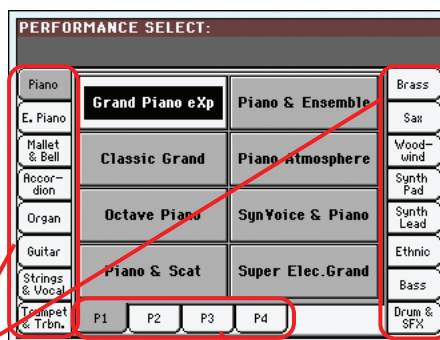 PERFORMANCE SELECT:
Piano
E. Piano
Mallet
& Bell
Accor-
dion
Organ
Guitar
Strings
& Vocal
Trumpet
& Trbn.
Grand Piano eXp
Piano & Ensemble
Classic Grand
Piano Atmosphere
Octave Piano
SynVoice & Piano
Piano & Scat
Super Elec.Grand
Brass
Sax
Wood-
wind
Synth
Pad
Synth
Lead
Ethnic
Bass
Drum &
SFX
P1
P2
P3
P4